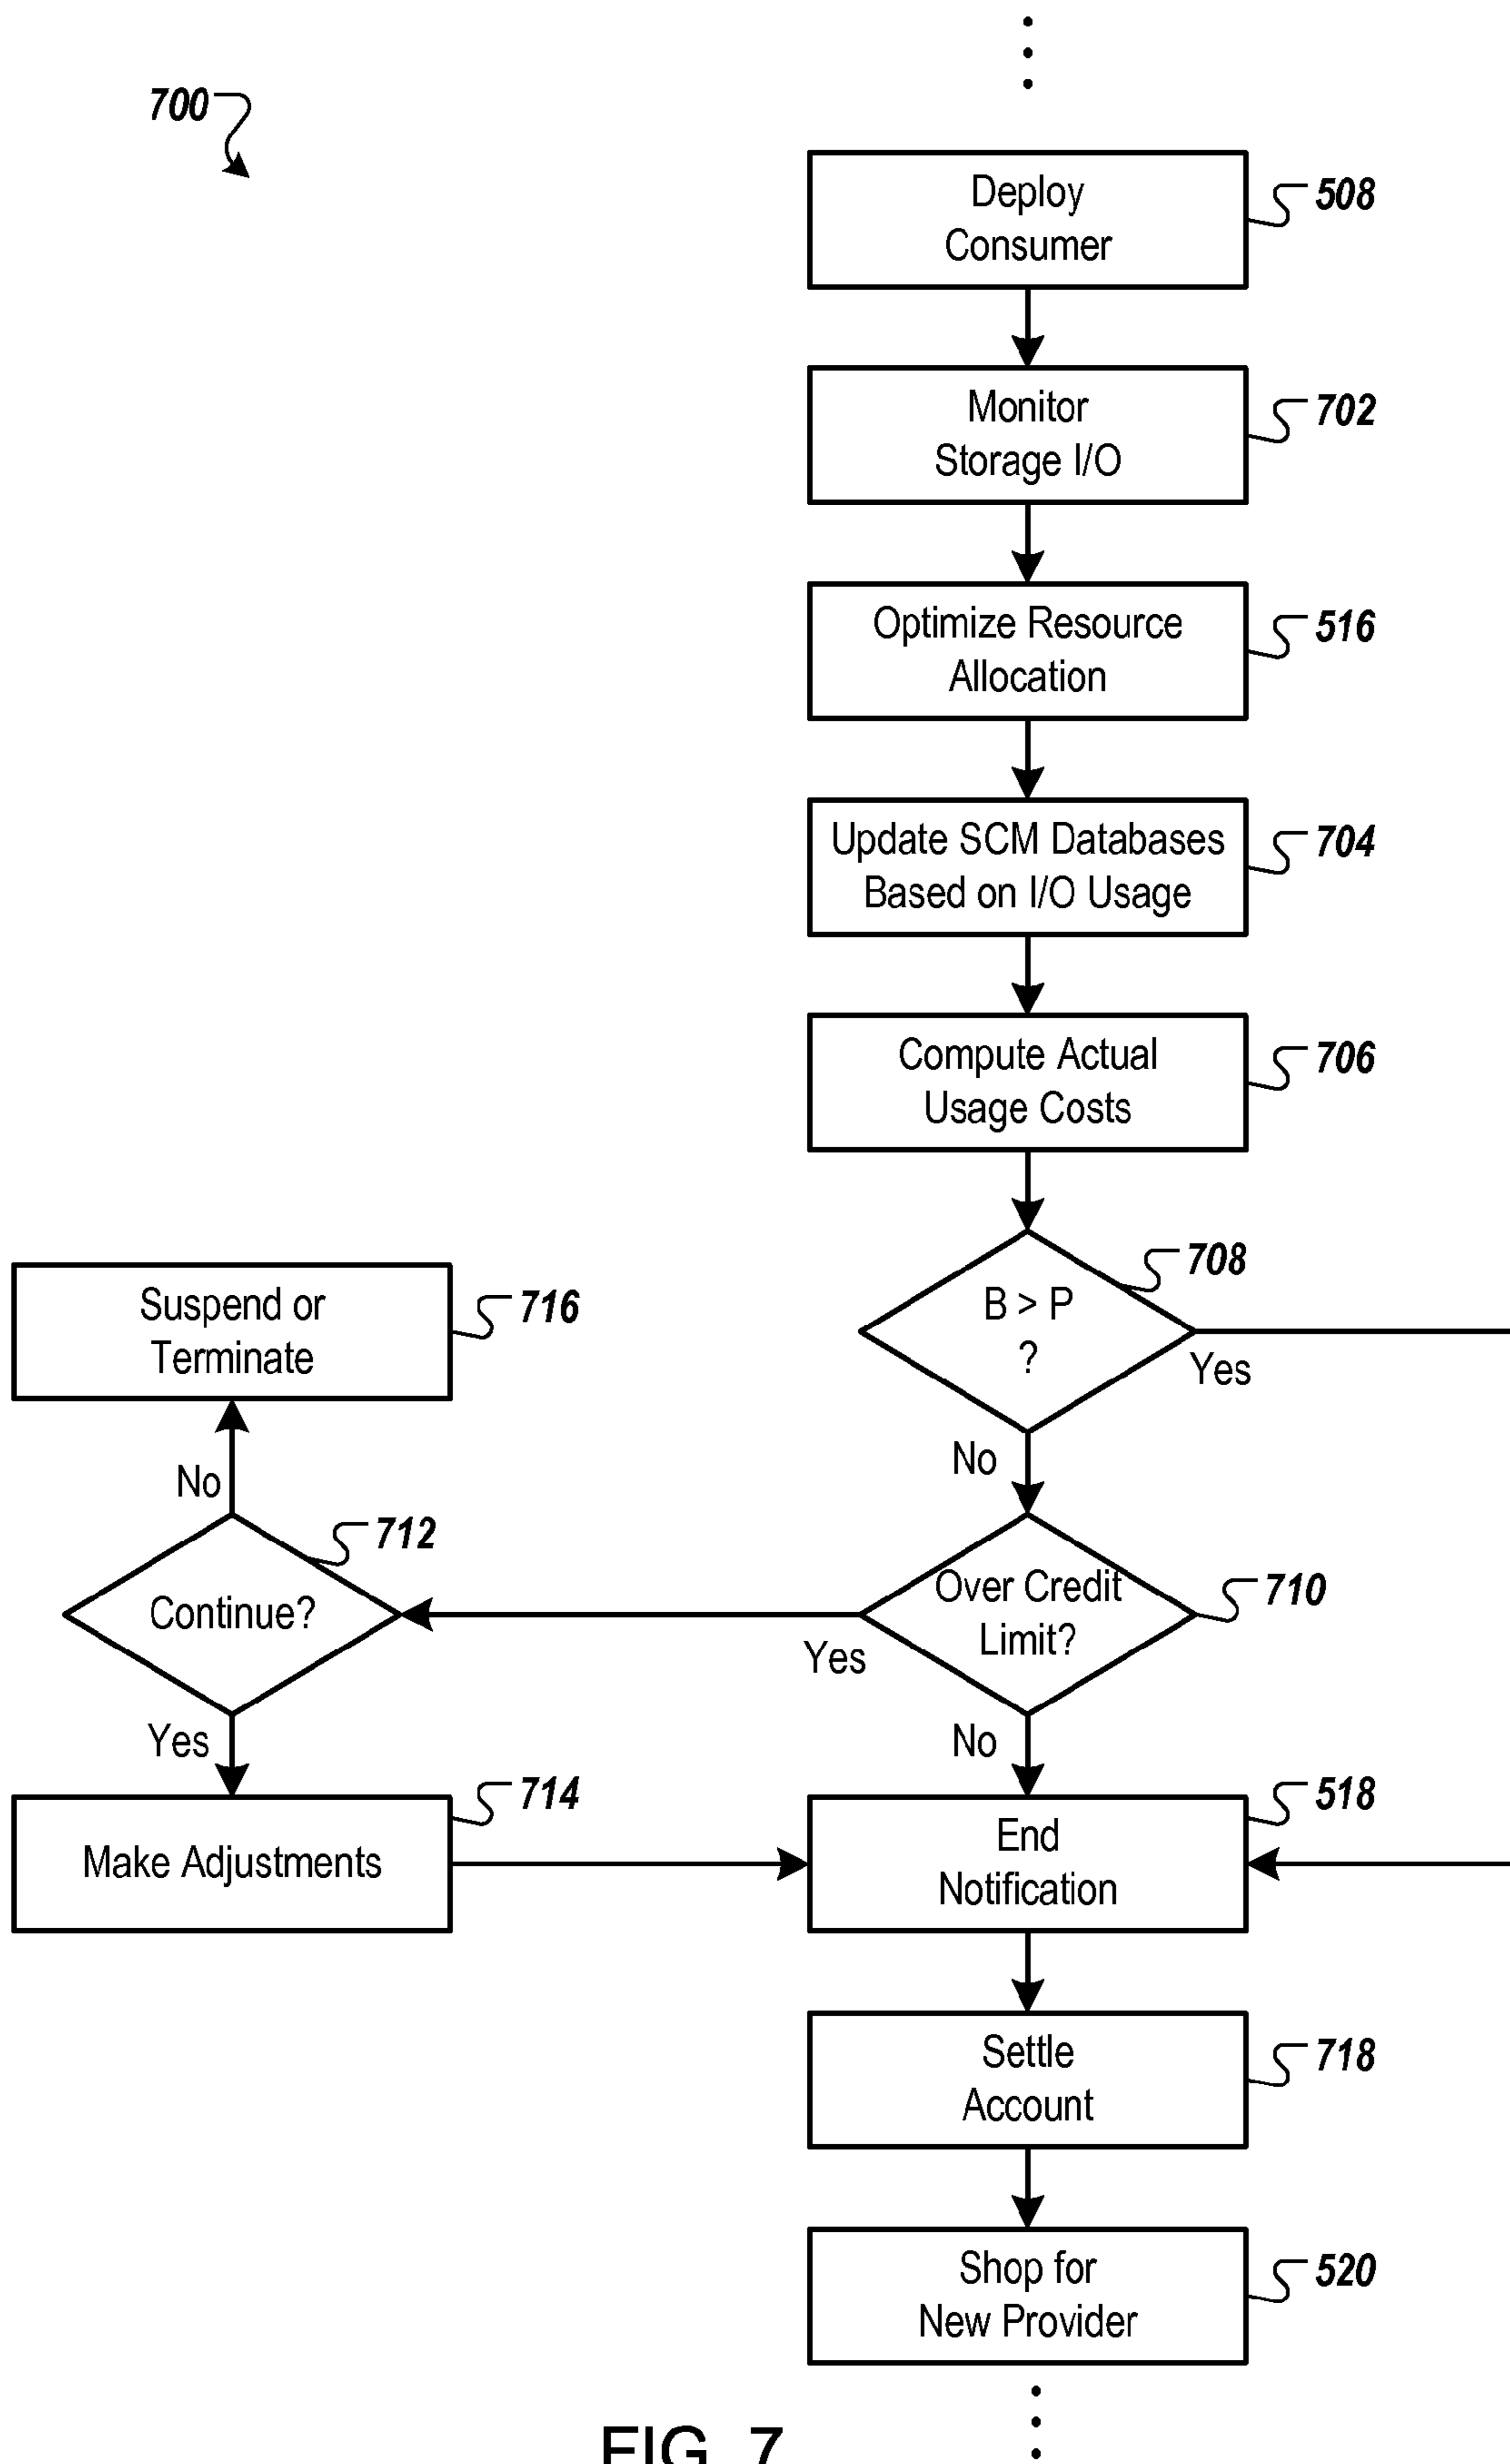 700
Deploy
Consumer
508
Monitor
Storage I/O
702
Optimize Resource
Allocation
516
Update SCM Databases
Based on I/O Usage
704
Compute Actual
Usage Costs
706
B > P
?
708
Yes
No
Suspend or
Terminate
716
No
Continue?
712
Over Credit
Limit?
710
Yes
Yes
No
Make Adjustments
714
End
Notification
518
Settle
Account
718
Shop for
New Provider
520
FIG. 7